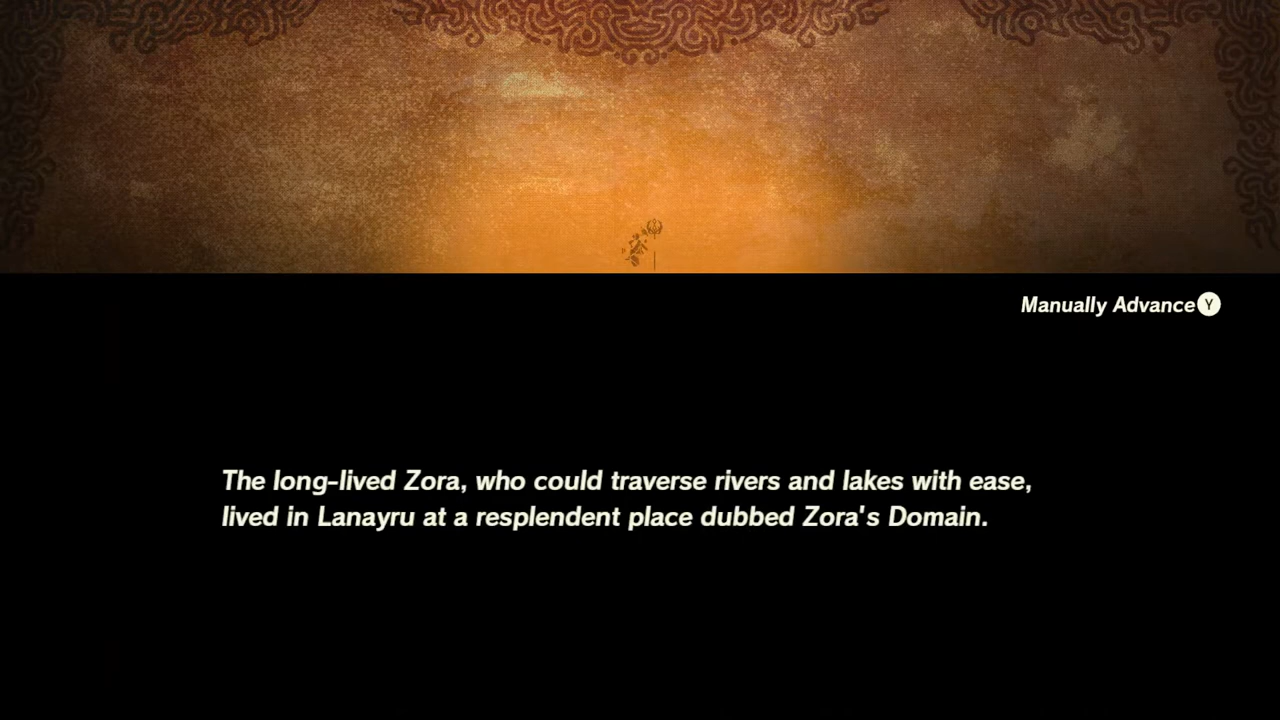 Manually Advance Y
The long-lived Zora, who could traverse rivers and lakes with ease,
lived in Lanayru at a resplendent place dubbed Zora's Domain.